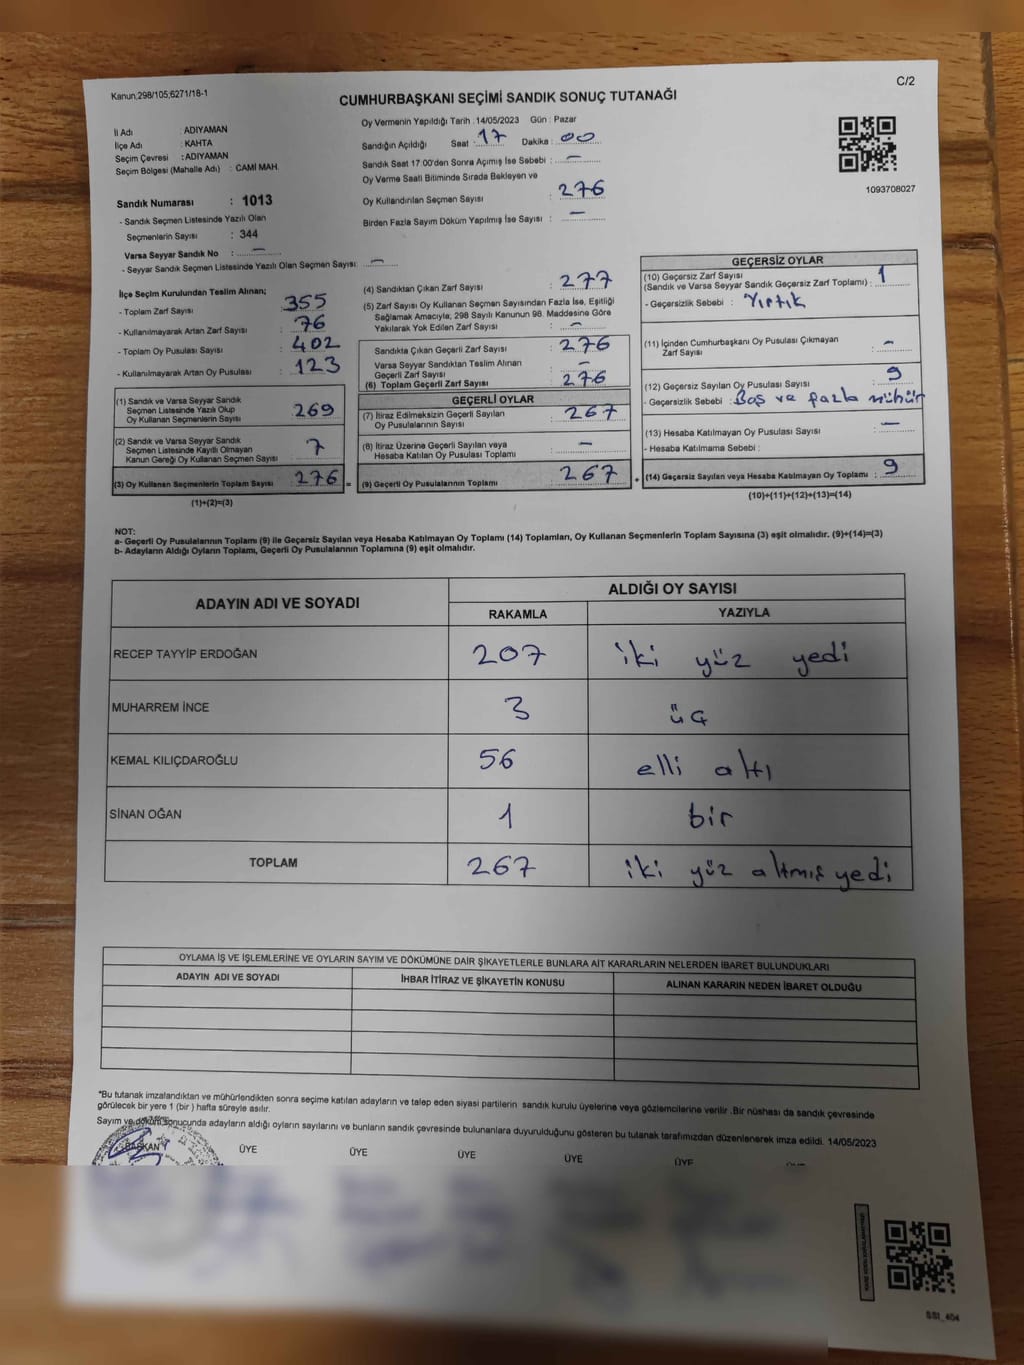 Kanun;298/105;6271/18-1
C/2
CUMHURBAŞKANI SEÇİMİ SANDIK SONUÇ TUTANAĞI
İl Adı : ADIYAMAN
İlçe Adı : KAHTA
Seçim Çevresi : ADIYAMAN
Seçim Bölgesi (Mahalle Adı) : CAMİ MAH.
Sandık Numarası : 1013
- Sandık Seçmen Listesinde Yazılı Olan
Seçmenlerin Sayısı : 344
Varsa Seyyar Sandık No : —
- Seyyar Sandık Seçmen Listesinde Yazılı Olan Seçmen Sayısı: —
Oy Vermenin Yapıldığı Tarih : 14/05/2023 Gün : Pazar
Sandığın Açıldığı Saat : 17 Dakika : 00
Sandık Saat 17.00'den Sonra Açımış İse Sebebi : —
Oy Verme Saati Bitiminde Sırada Bekleyen ve
Oy Kullandırılan Seçmen Sayısı : 276
Birden Fazla Sayım Döküm Yapılmış İse Sayısı : —
1093708027
İlçe Seçim Kurulundan Teslim Alınan;
- Toplam Zarf Sayısı : 355
- Kullanılmayarak Artan Zarf Sayısı : 76
- Toplam Oy Pusulası Sayısı : 402
- Kullanılmayarak Artan Oy Pusulası : 123
(1) Sandık ve Varsa Seyyar Sandık
Seçmen Listesinde Yazılı Olup
Oy Kullanan Seçmenlerin Sayısı : 269
(2) Sandık ve Varsa Seyyar Sandık
Seçmen Listesinde Kayıtlı Olmayan
Kanun Gereği Oy Kullanan Seçmen Sayısı : 7
(3) Oy Kullanan Seçmenlerin Toplam Sayısı : 276 =
(1)+(2)=(3)
(4) Sandıktan Çıkan Zarf Sayısı : 277
(5) Zarf Sayısı Oy Kullanan Seçmen Sayısından Fazla İse, Eşitliği
Sağlamak Amacıyla, 298 Sayılı Kanunun 98. Maddesine Göre
Yakılarak Yok Edilen Zarf Sayısı : —
Sandıkta Çıkan Geçerli Zarf Sayısı : 276
Varsa Seyyar Sandıktan Teslim Alınan
Geçerli Zarf Sayısı
(6) Toplam Geçerli Zarf Sayısı : 276
GEÇERLİ OYLAR
(7) İtiraz Edilmeksizin Geçerli Sayılan
Oy Pusulalarının Sayısı : 267
(8) İtiraz Üzerine Geçerli Sayılan veya
Hesaba Katılan Oy Pusulası Toplamı : —
(9) Geçerli Oy Pusulalarının Toplamı : 267 +
GEÇERSİZ OYLAR
(10) Geçersiz Zarf Sayısı
(Sandık ve Varsa Seyyar Sandık Geçersiz Zarf Toplamı) : 1
- Geçersizlik Sebebi : Yırtık
(11) İçinden Cumhurbaşkanı Oy Pusulası Çıkmayan
Zarf Sayısı : -
(12) Geçersiz Sayılan Oy Pusulası Sayısı : 9
- Geçersizlik Sebebi : Boş ve fazla mühür
(13) Hesaba Katılmayan Oy Pusulası Sayısı : —
- Hesaba Katılmama Sebebi :
(14) Geçersiz Sayılan veya Hesaba Katılmayan Oy Toplamı : 9
(10)+(11)+(12)+(13)=(14)
NOT:
a- Geçerli Oy Pusulalarının Toplamı (9) ile Geçersiz Sayılan veya Hesaba Katılmayan Oy Toplamı (14) Toplamları, Oy Kullanan Seçmenlerin Toplam Sayısına (3) eşit olmalıdır. (9)+(14)=(3)
b- Adayların Aldığı Oyların Toplamı, Geçerli Oy Pusulalarının Toplamına (9) eşit olmalıdır.
ADAYIN ADI VE SOYADI ALDIĞI OY SAYISI
RAKAMLA YAZIYLA
RECEP TAYYİP ERDOĞAN 207 iki yüz yedi
MUHARREM İNCE 3 üç
KEMAL KILIÇDAROĞLU 56 elli altı
SİNAN OĞAN 1 bir
TOPLAM 267 iki yüz altmış yedi
OYLAMA İŞ VE İŞLEMLERİNE VE OYLARIN SAYIM VE DÖKÜMÜNE DAİR ŞİKAYETLERLE BUNLARA AİT KARARLARIN NELERDEN İBARET BULUNDUKLARI
ADAYIN ADI VE SOYADI İHBAR İTİRAZ VE ŞİKAYETİN KONUSU ALINAN KARARIN NEDEN İBARET OLDUĞU
*Bu tutanak imzalandıktan ve mühürlendikten sonra seçime katılan adayların ve talep eden siyasi partilerin sandık kurulu üyelerine veya gözlemcilerine verilir .Bir nüshası da sandık çevresinde
görülecek bir yere 1 (bir ) hafta süreyle asılır.
Sayım ve döküm sonucunda adayların aldığı oyların sayılarını ve bunların sandık çevresinde bulunanlara duyurulduğunu gösteren bu tutanak tarafımızdan düzenlenerek imza edildi. 14/05/2023
BAŞKAN ÜYE ÜYE ÜYE ÜYE ÜYE
SS1_404